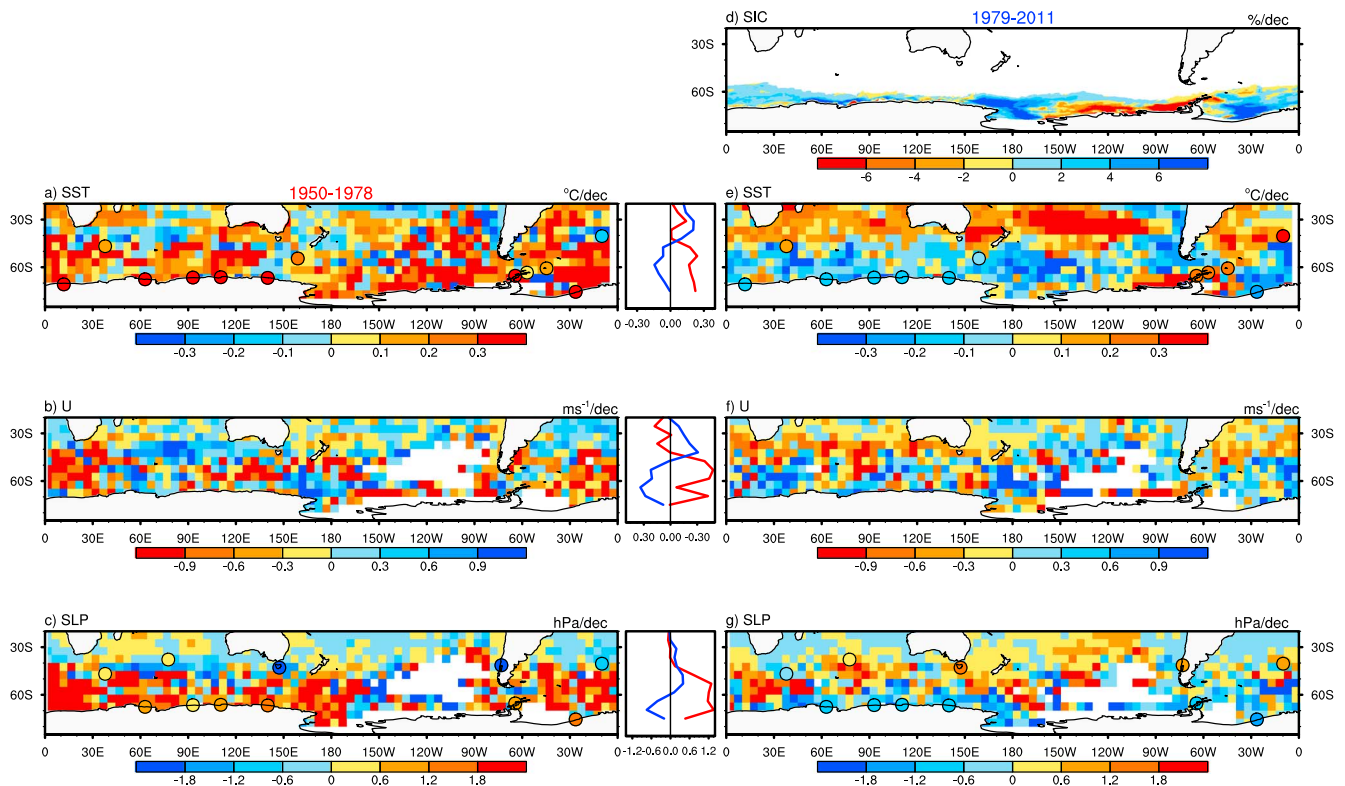 d) SIC 1979-2011 %/dec
30S
60S
0 30E 60E 90E 120E 150E 180 150W 120W 90W 60W 30W 0
-6 -4 -2 0 2 4 6
a) SST 1950-1978 °C/dec
30S
60S
0 30E 60E 90E 120E 150E 180 150W 120W 90W 60W 30W 0
-0.3 -0.2 -0.1 0 0.1 0.2 0.3
-0.30 0.00 0.30
e) SST °C/dec
30S
60S
0 30E 60E 90E 120E 150E 180 150W 120W 90W 60W 30W 0
-0.3 -0.2 -0.1 0 0.1 0.2 0.3
b) U ms-1/dec
30S
60S
0 30E 60E 90E 120E 150E 180 150W 120W 90W 60W 30W 0
-0.9 -0.6 -0.3 0 0.3 0.6 0.9
0.30 0.00 -0.30
f) U ms-1/dec
30S
60S
0 30E 60E 90E 120E 150E 180 150W 120W 90W 60W 30W 0
-0.9 -0.6 -0.3 0 0.3 0.6 0.9
c) SLP hPa/dec
30S
60S
0 30E 60E 90E 120E 150E 180 150W 120W 90W 60W 30W 0
-1.8 -1.2 -0.6 0 0.6 1.2 1.8
-1.2 -0.6 0.0 0.6 1.2
g) SLP hPa/dec
30S
60S
0 30E 60E 90E 120E 150E 180 150W 120W 90W 60W 30W 0
-1.8 -1.2 -0.6 0 0.6 1.2 1.8